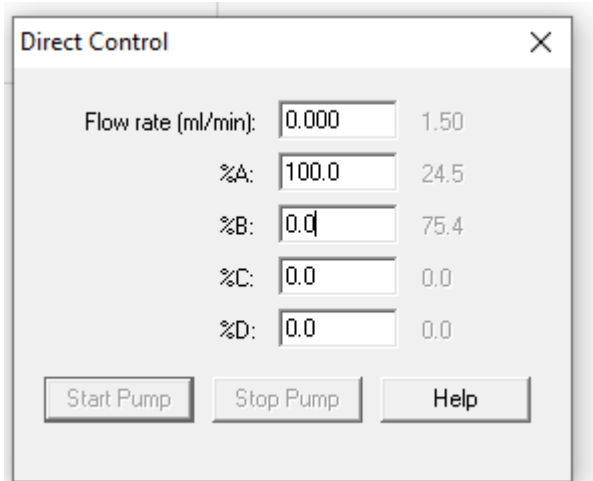 Direct Control
Flow rate (ml/min): 0.000 1.50
%A: 100.0 24.5
%B: 0.0 75.4
%C: 0.0 0.0
%D: 0.0 0.0
Start Pump Stop Pump Help